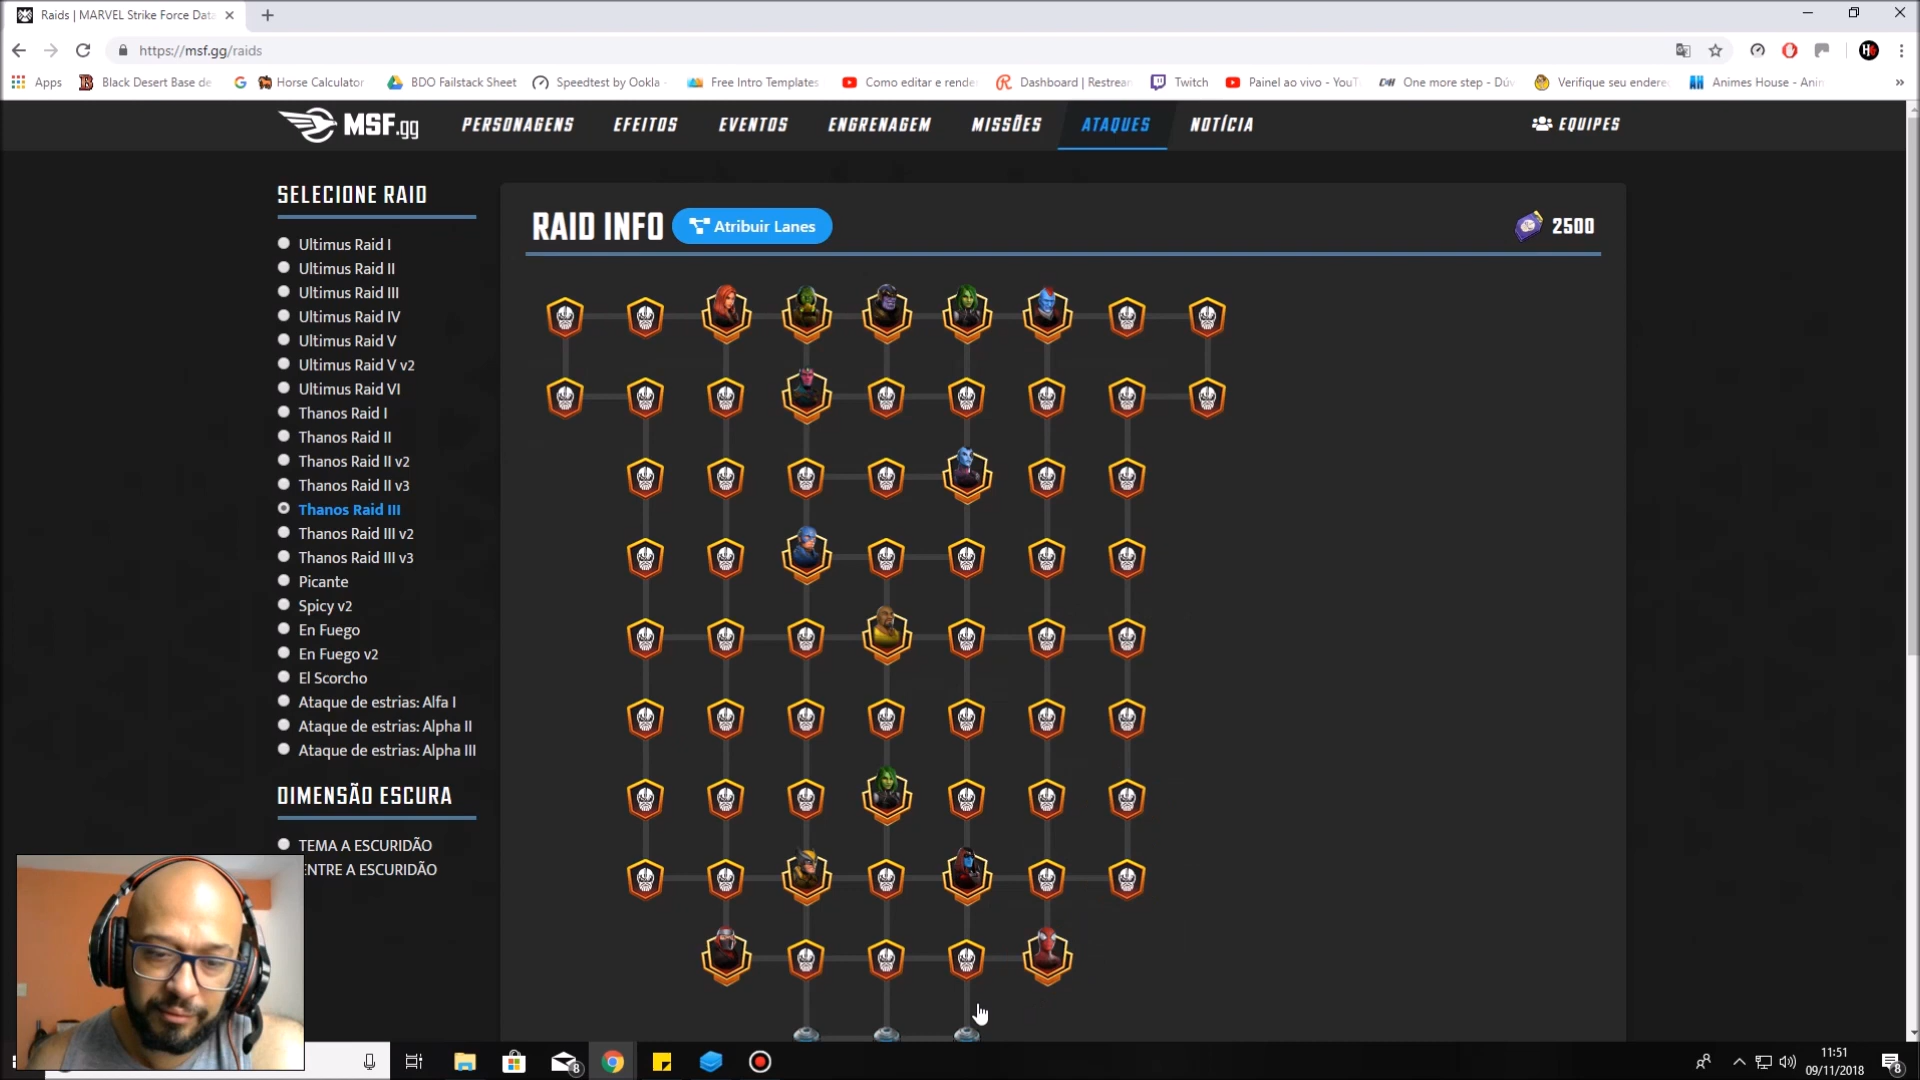 Raids | MARVEL Strike Force Data
https://msf.gg/raids
Apps
Black Desert Base de
Horse Calculator
BDO Failstack Sheet
Speedtest by Ookla -
Free Intro Templates
Como editar e rende
Dashboard | Restrean
Twitch
Painel ao vivo - YouT
One more step - Dúv
Verifique seu endere
Animes House - Anin
MSF.gg
PERSONAGENS
EFEITOS
EVENTOS
ENGRENAGEM
MISSÕES
ATAQUES
NOTÍCIA
EQUIPES
SELECIONE RAID
Ultimus Raid I
Ultimus Raid II
Ultimus Raid III
Ultimus Raid IV
Ultimus Raid V
Ultimus Raid V v2
Ultimus Raid VI
Thanos Raid I
Thanos Raid II
Thanos Raid II v2
Thanos Raid II v3
Thanos Raid III
Thanos Raid III v2
Thanos Raid III v3
Picante
Spicy v2
En Fuego
En Fuego v2
El Scorcho
Ataque de estrias: Alfa I
Ataque de estrias: Alpha II
Ataque de estrias: Alpha III
DIMENSÃO ESCURA
TEMA A ESCURIDÃO
ENTRE A ESCURIDÃO
RAID INFO
Atribuir Lanes
2500
8
11:51
09/11/2018
8